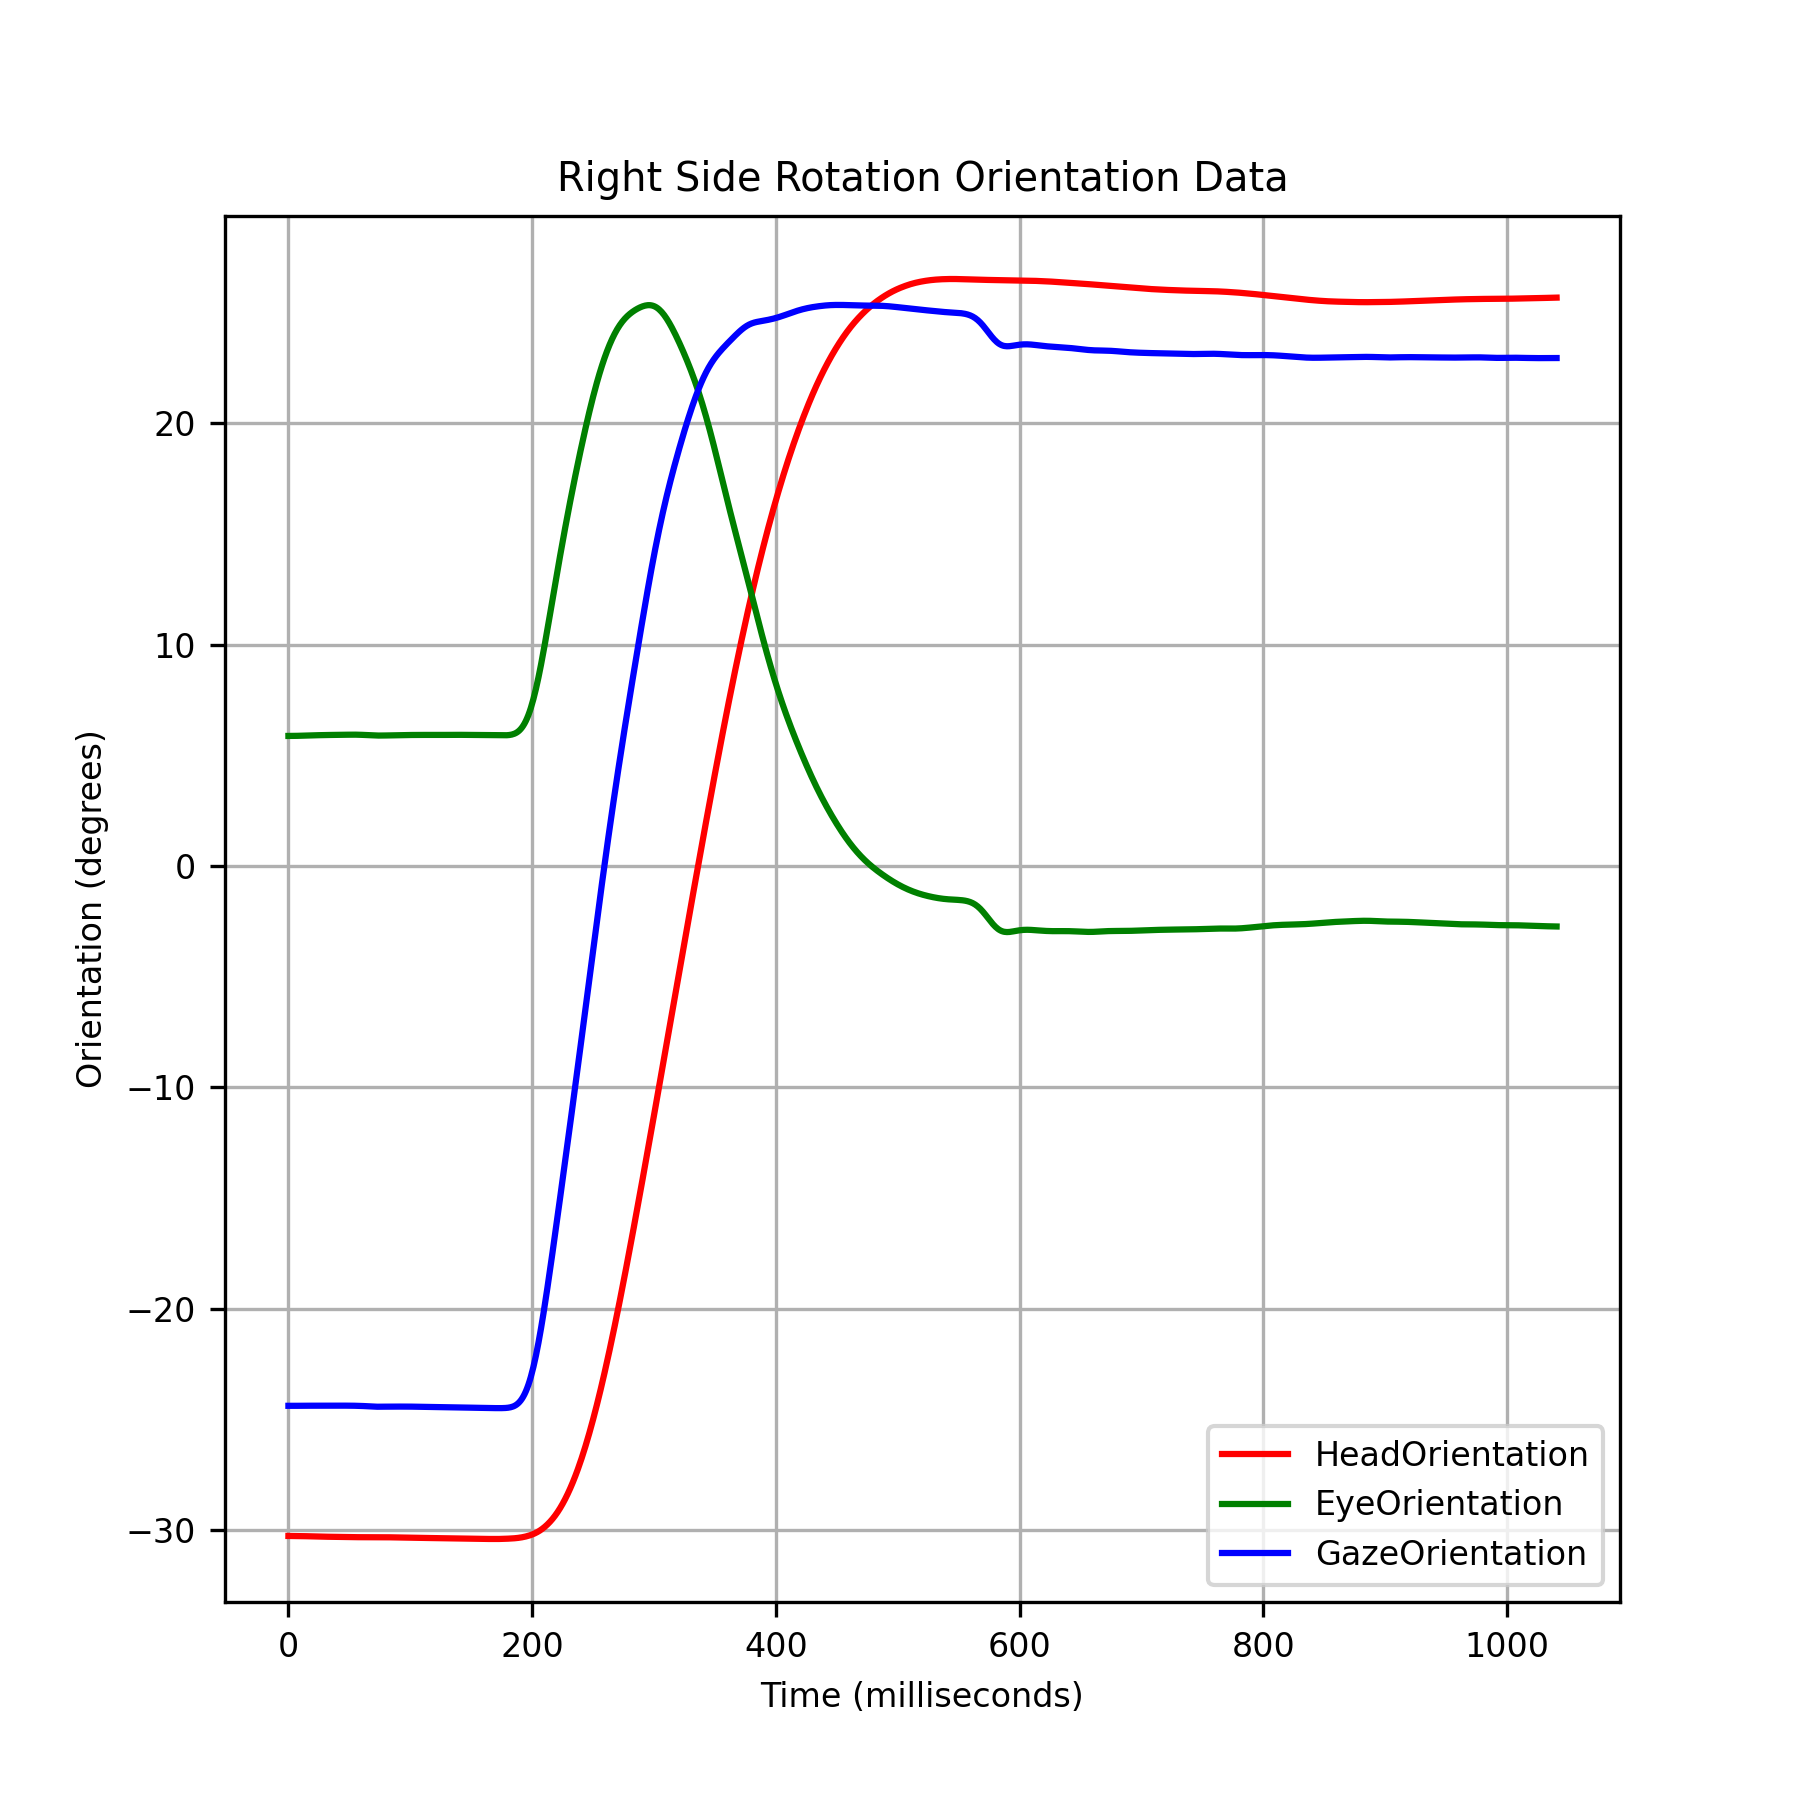 Right Side Rotation Orientation Data
Orientation (degrees)
20
10
0
−10
−20
−30
HeadOrientation
EyeOrientation
GazeOrientation
0 200 400 600 800 1000
Time (milliseconds)